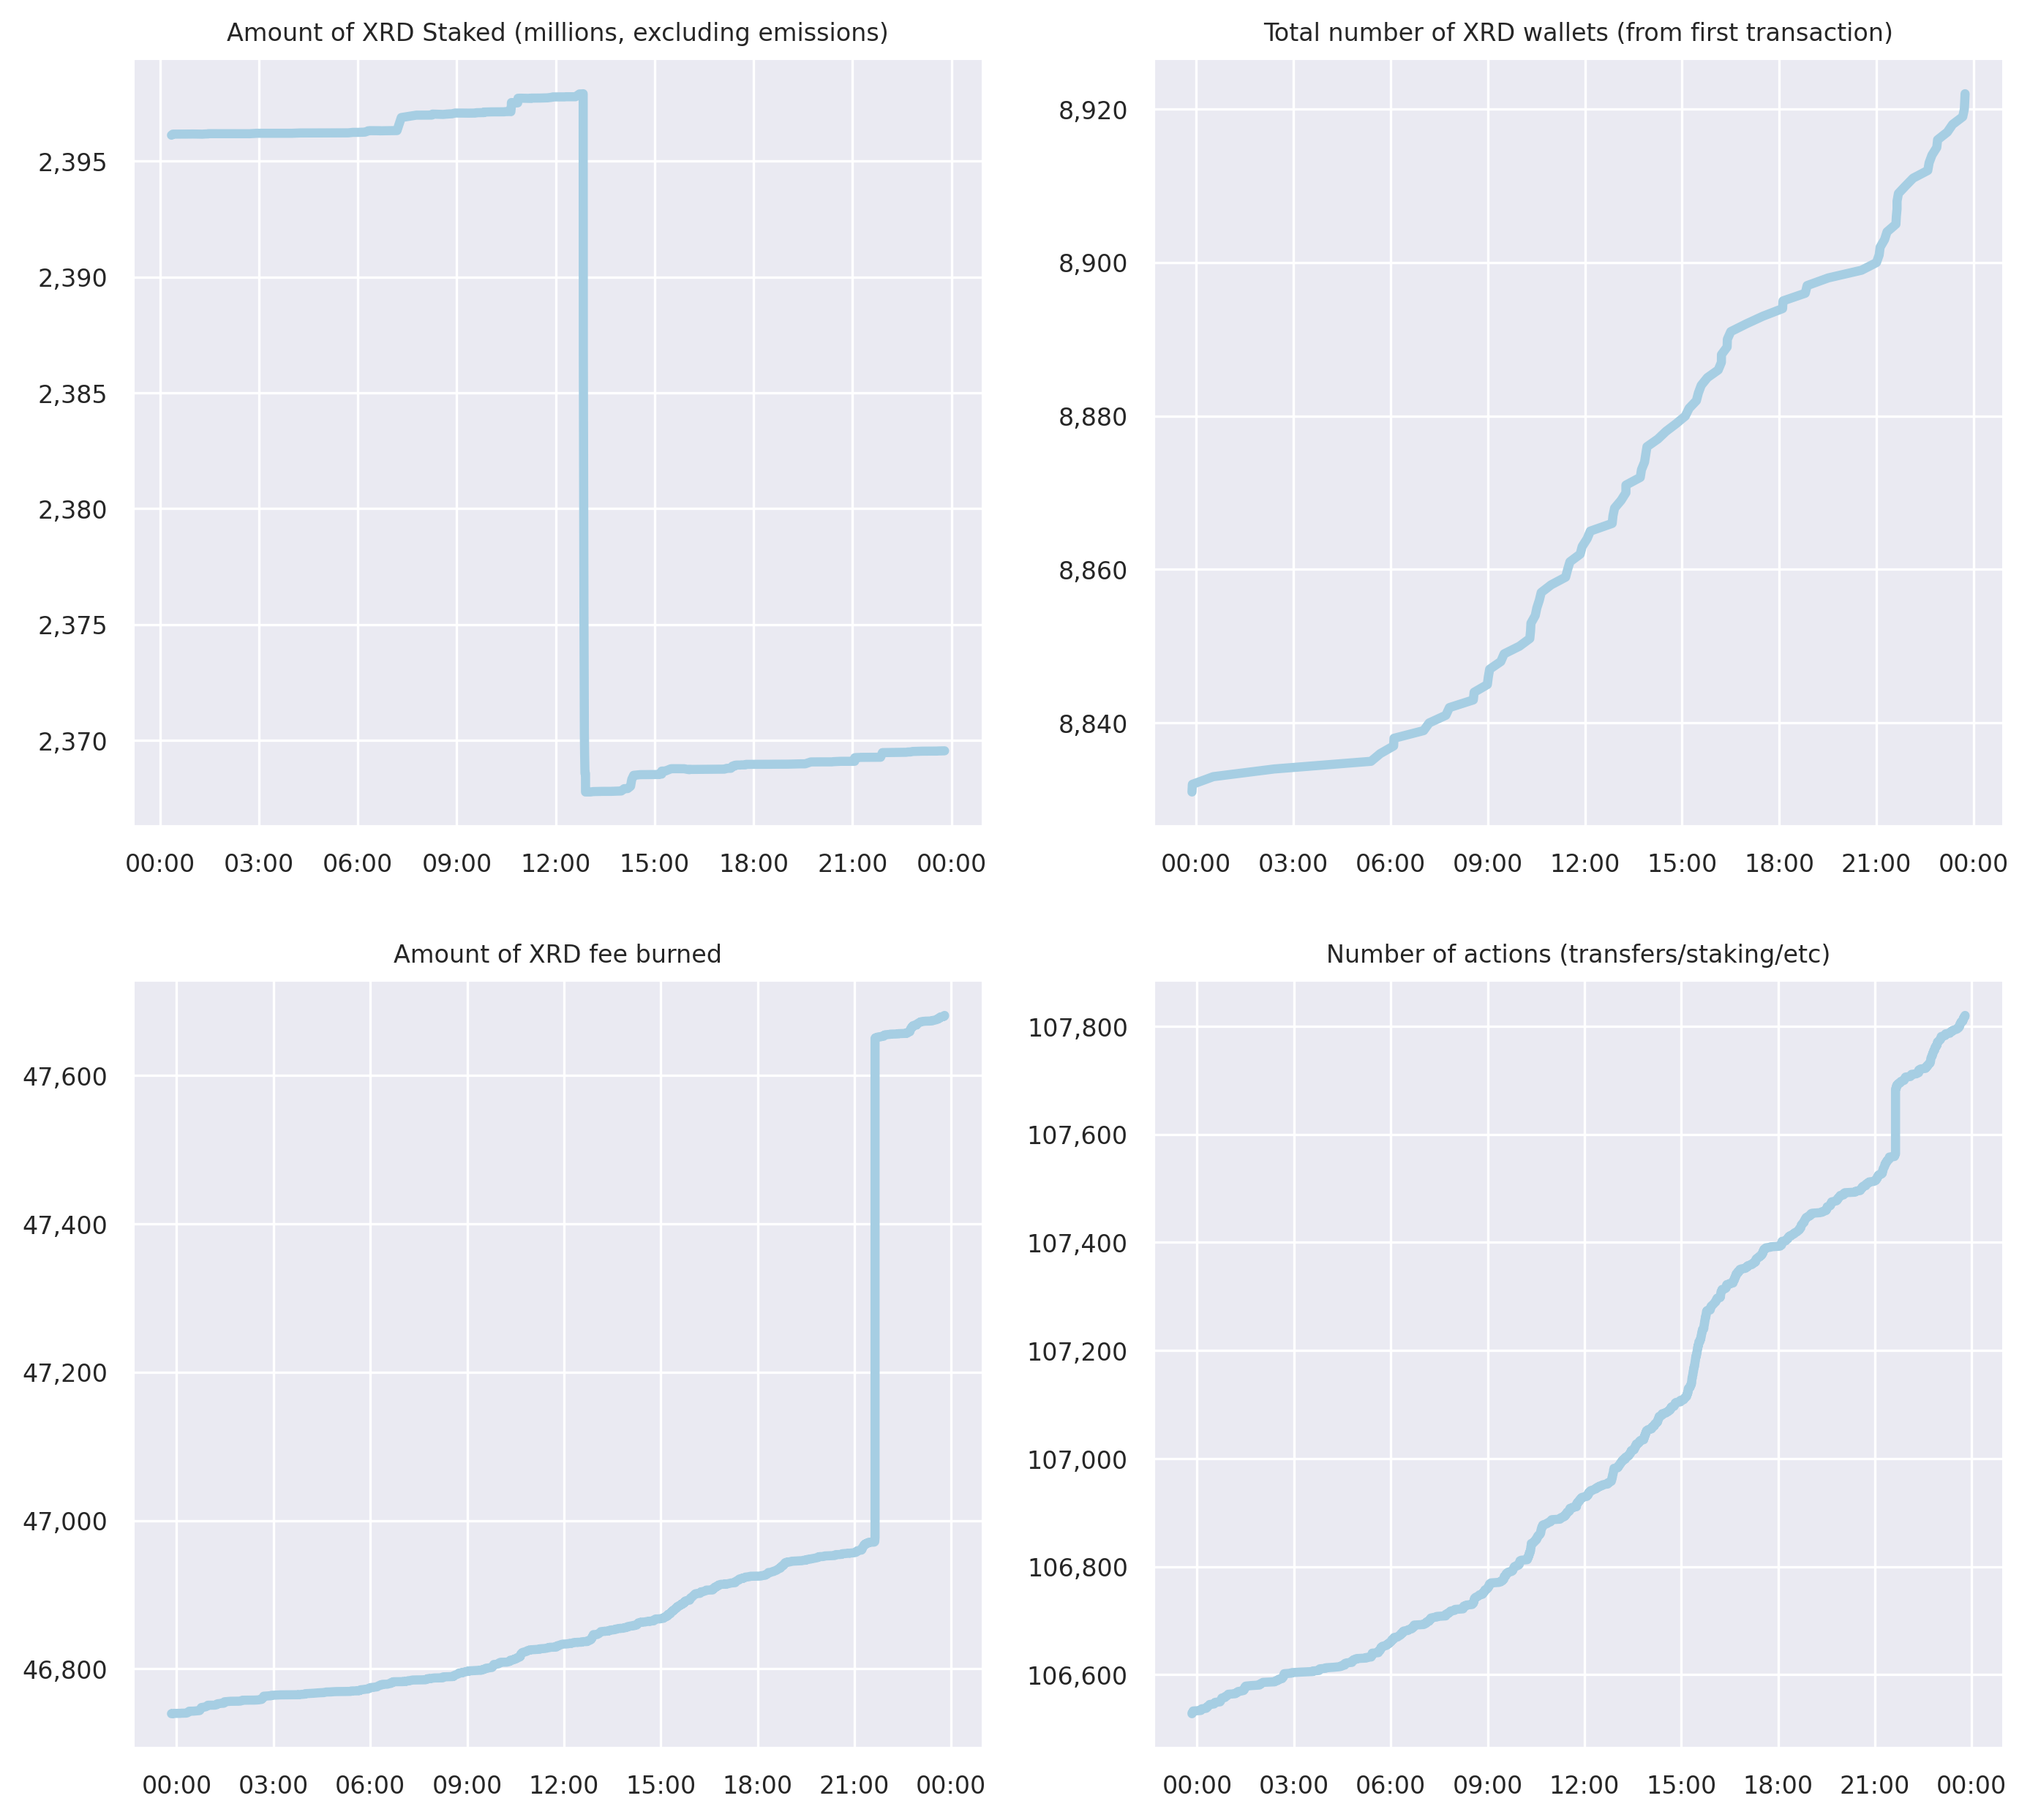 Amount of XRD Staked (millions, excluding emissions)
2,395
2,390
2,385
2,380
2,375
2,370
00:00 03:00 06:00 09:00 12:00 15:00 18:00 21:00 00:00
Total number of XRD wallets (from first transaction)
8,920
8,900
8,880
8,860
8,840
00:00 03:00 06:00 09:00 12:00 15:00 18:00 21:00 00:00
Amount of XRD fee burned
47,600
47,400
47,200
47,000
46,800
00:00 03:00 06:00 09:00 12:00 15:00 18:00 21:00 00:00
Number of actions (transfers/staking/etc)
107,800
107,600
107,400
107,200
107,000
106,800
106,600
00:00 03:00 06:00 09:00 12:00 15:00 18:00 21:00 00:00